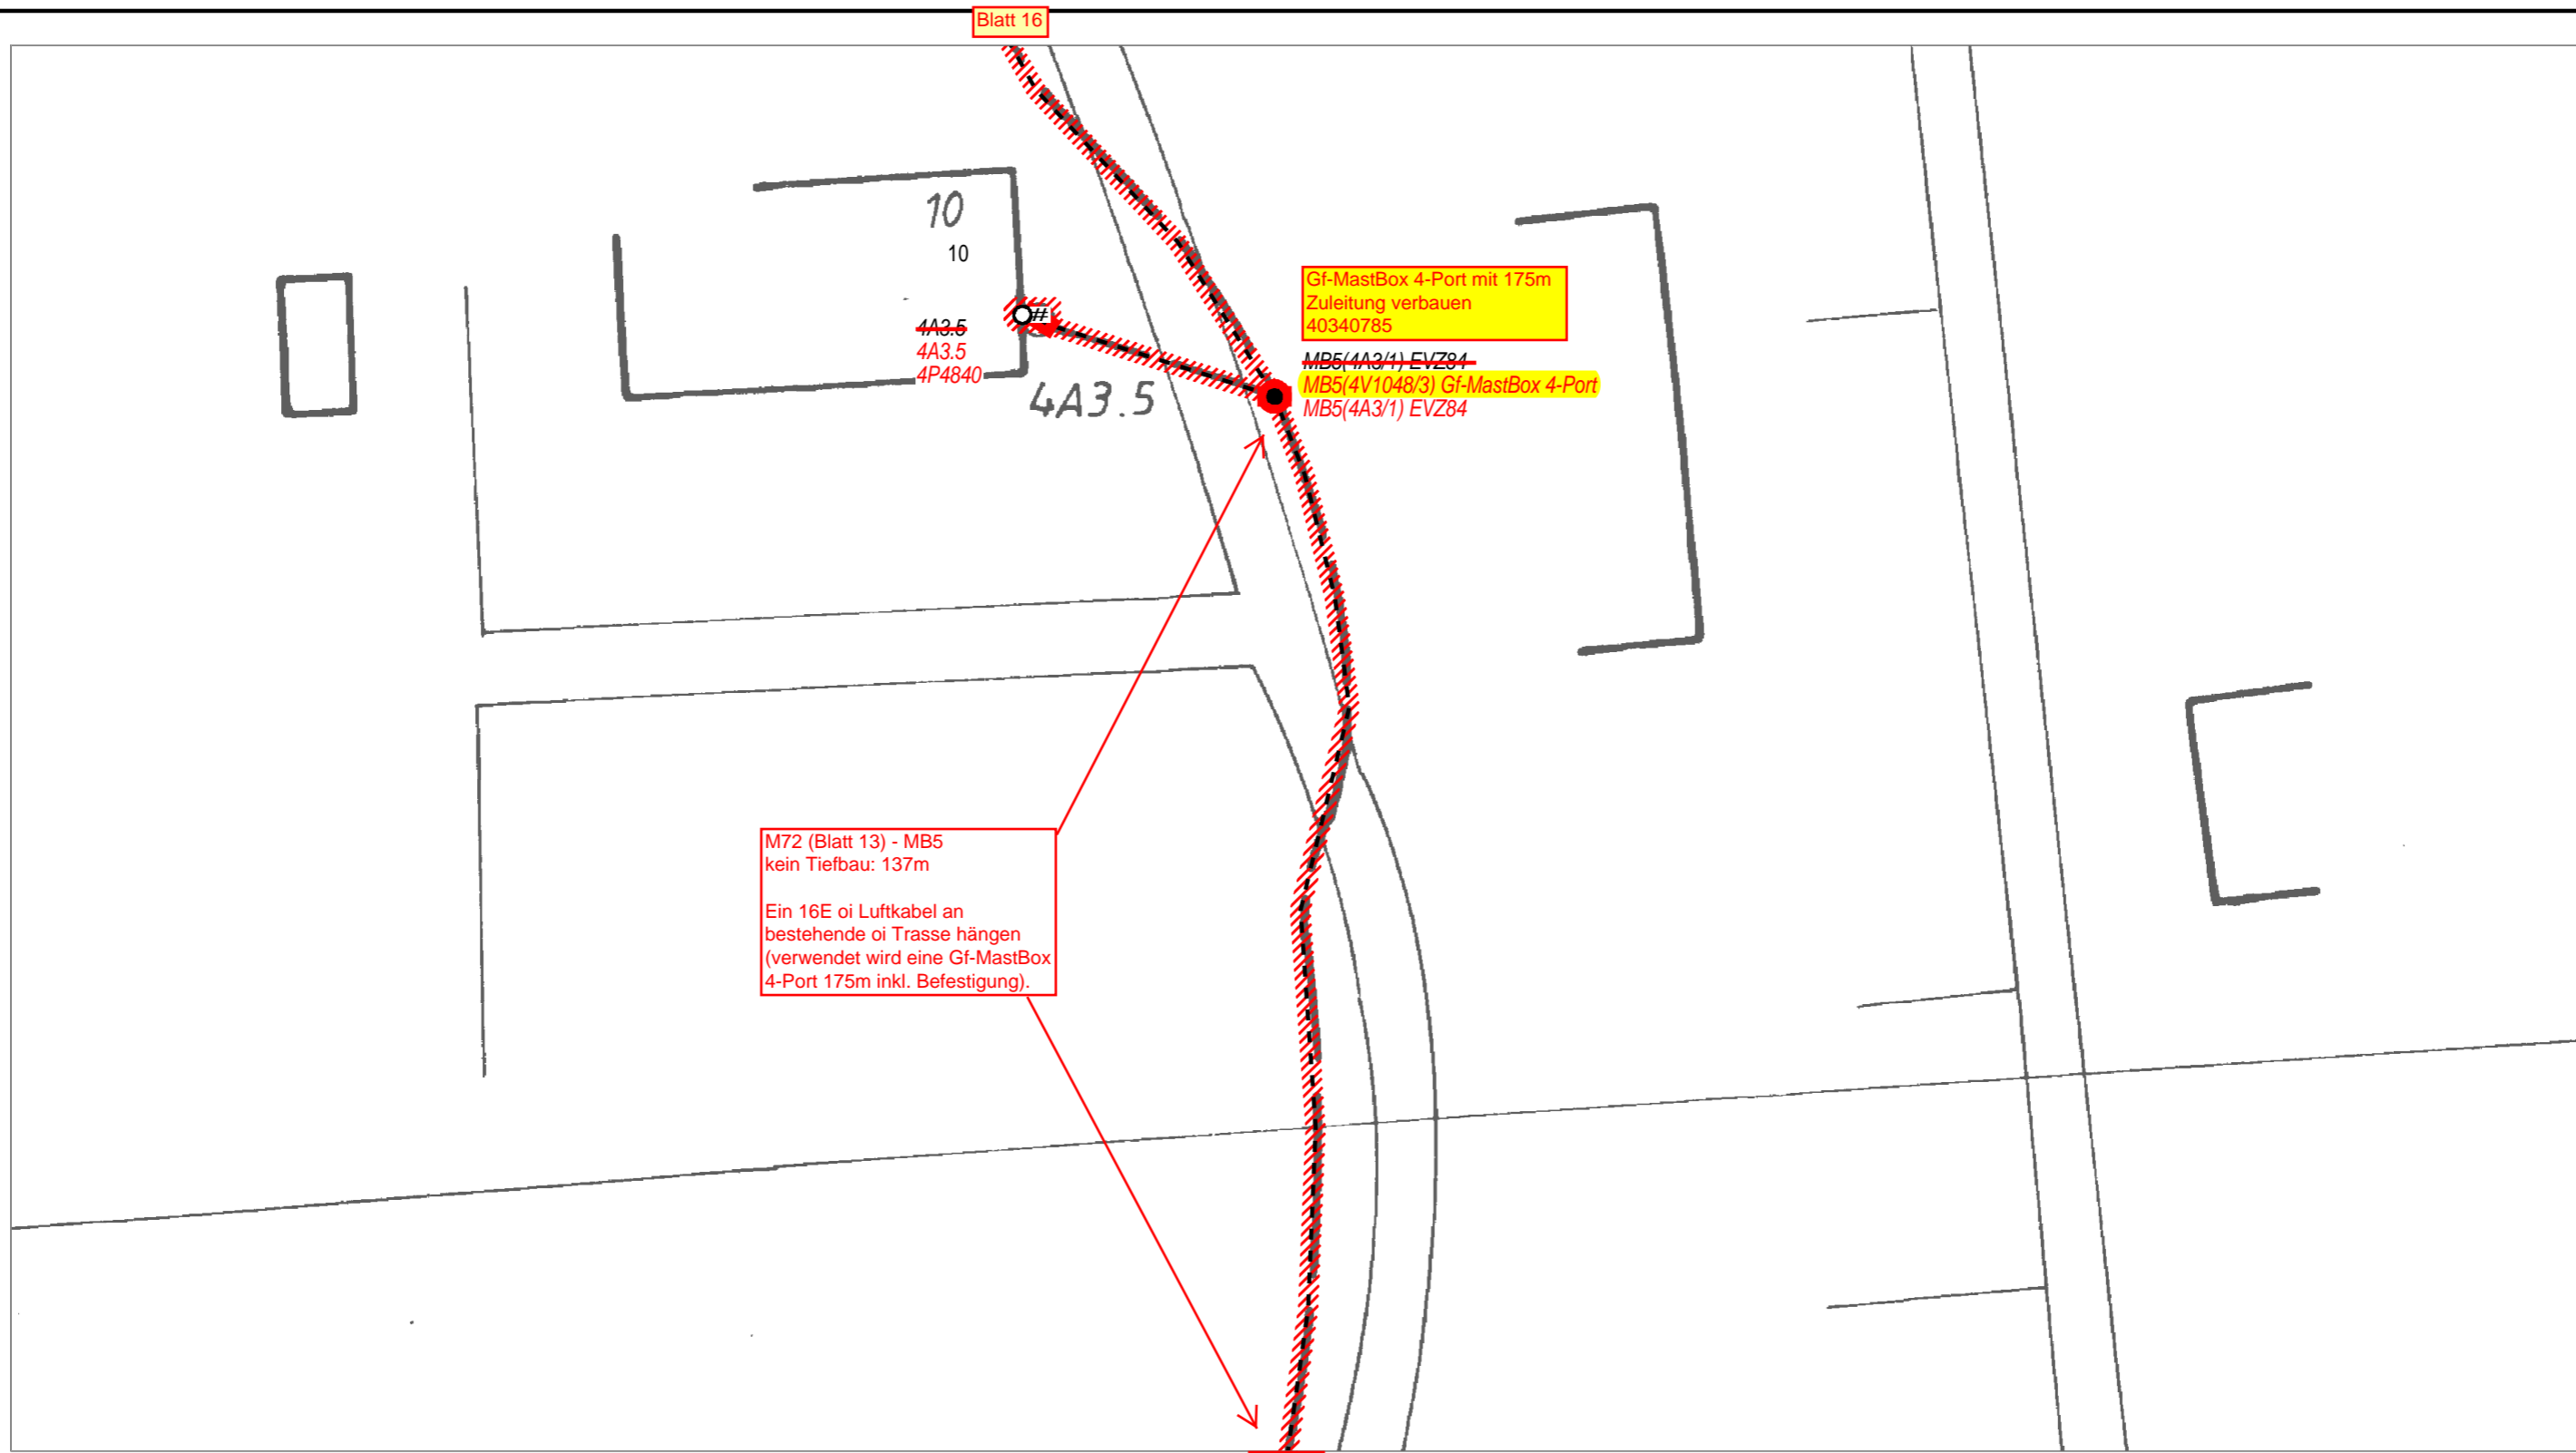 Blatt 16
10
10
4A3.5
4A3.5
4P4840
#
4A3.5
Gf-MastBox 4-Port mit 175m
Zuleitung verbauen
40340785
MB5(4A3/1) EVZ84
MB5(4V1048/3) Gf-MastBox 4-Port
MB5(4A3/1) EVZ84
M72 (Blatt 13) - MB5
kein Tiefbau: 137m
Ein 16E oi Luftkabel an
bestehende oi Trasse hängen
(verwendet wird eine Gf-MastBox
4-Port 175m inkl. Befestigung).